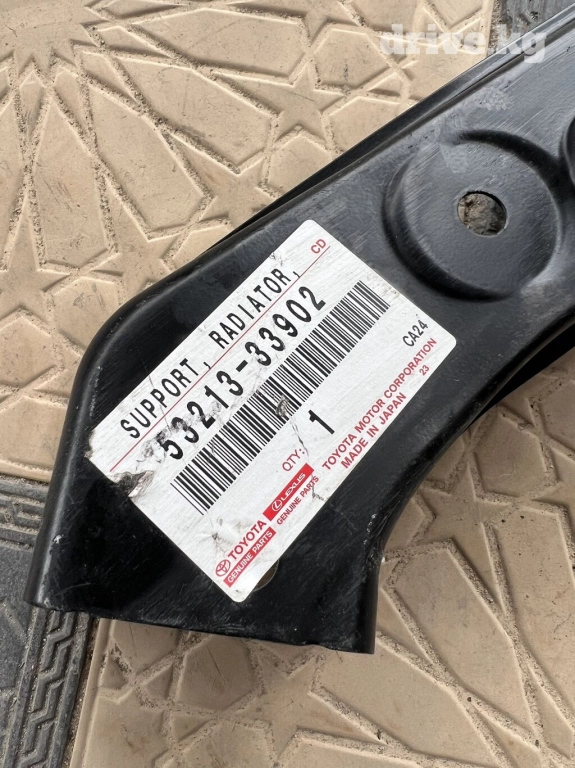 drive.kg
SUPPORT, RADIATOR, CD
53213-33902
QTY: 1
CA24
TOYOTA GENUINE PARTS
LEXUS GENUINE PARTS
TOYOTA MOTOR CORPORATION
MADE IN JAPAN 23